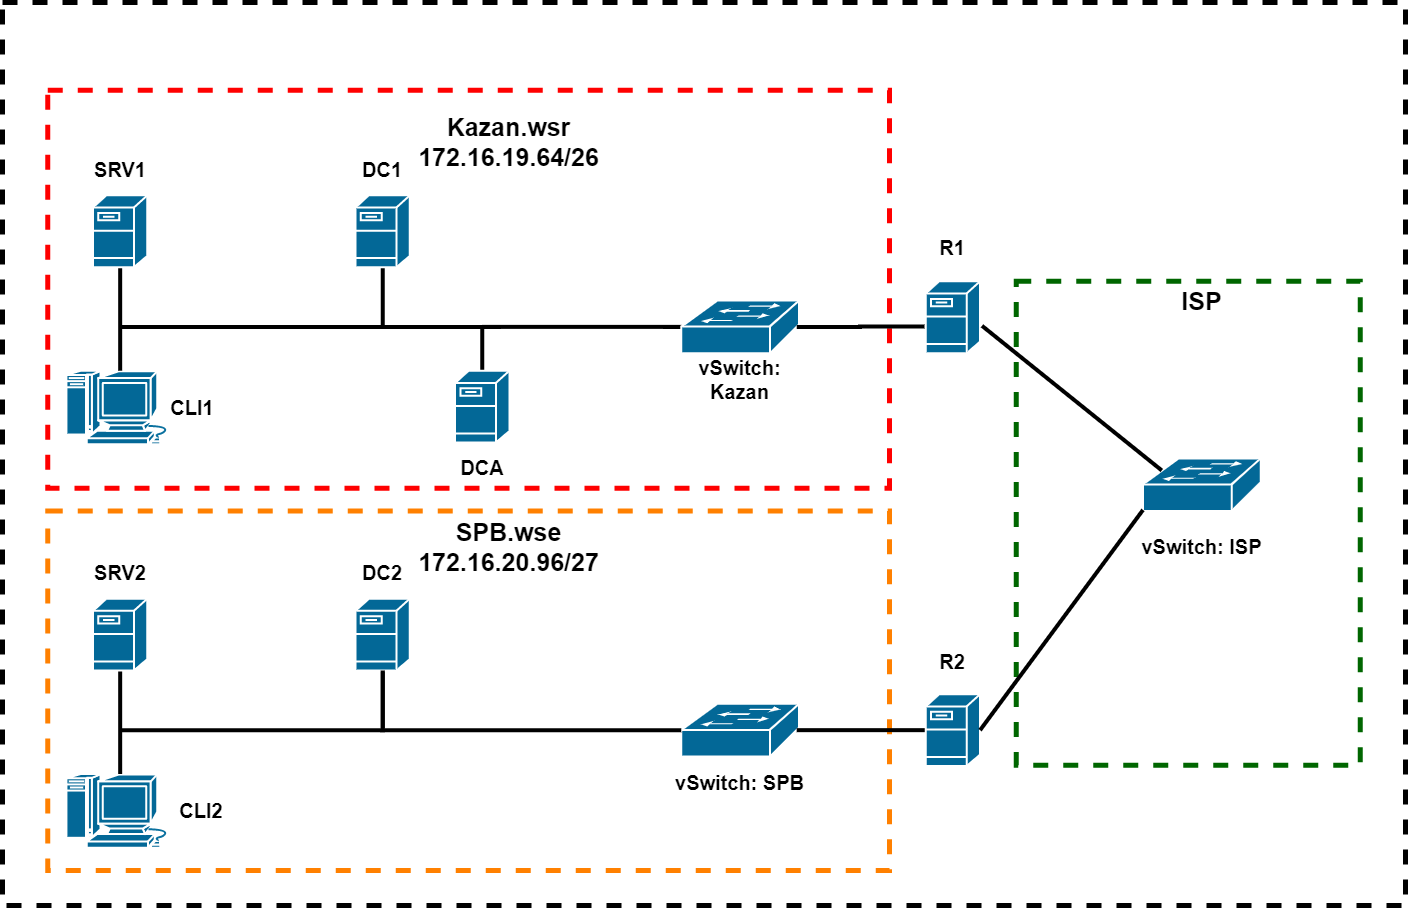 Kazan.wsr
172.16.19.64/26
SRV1
DC1
R1
ISP
vSwitch:
Kazan
CLI1
DCA
SPB.wse
172.16.20.96/27
vSwitch: ISP
SRV2
DC2
R2
vSwitch: SPB
CLI2